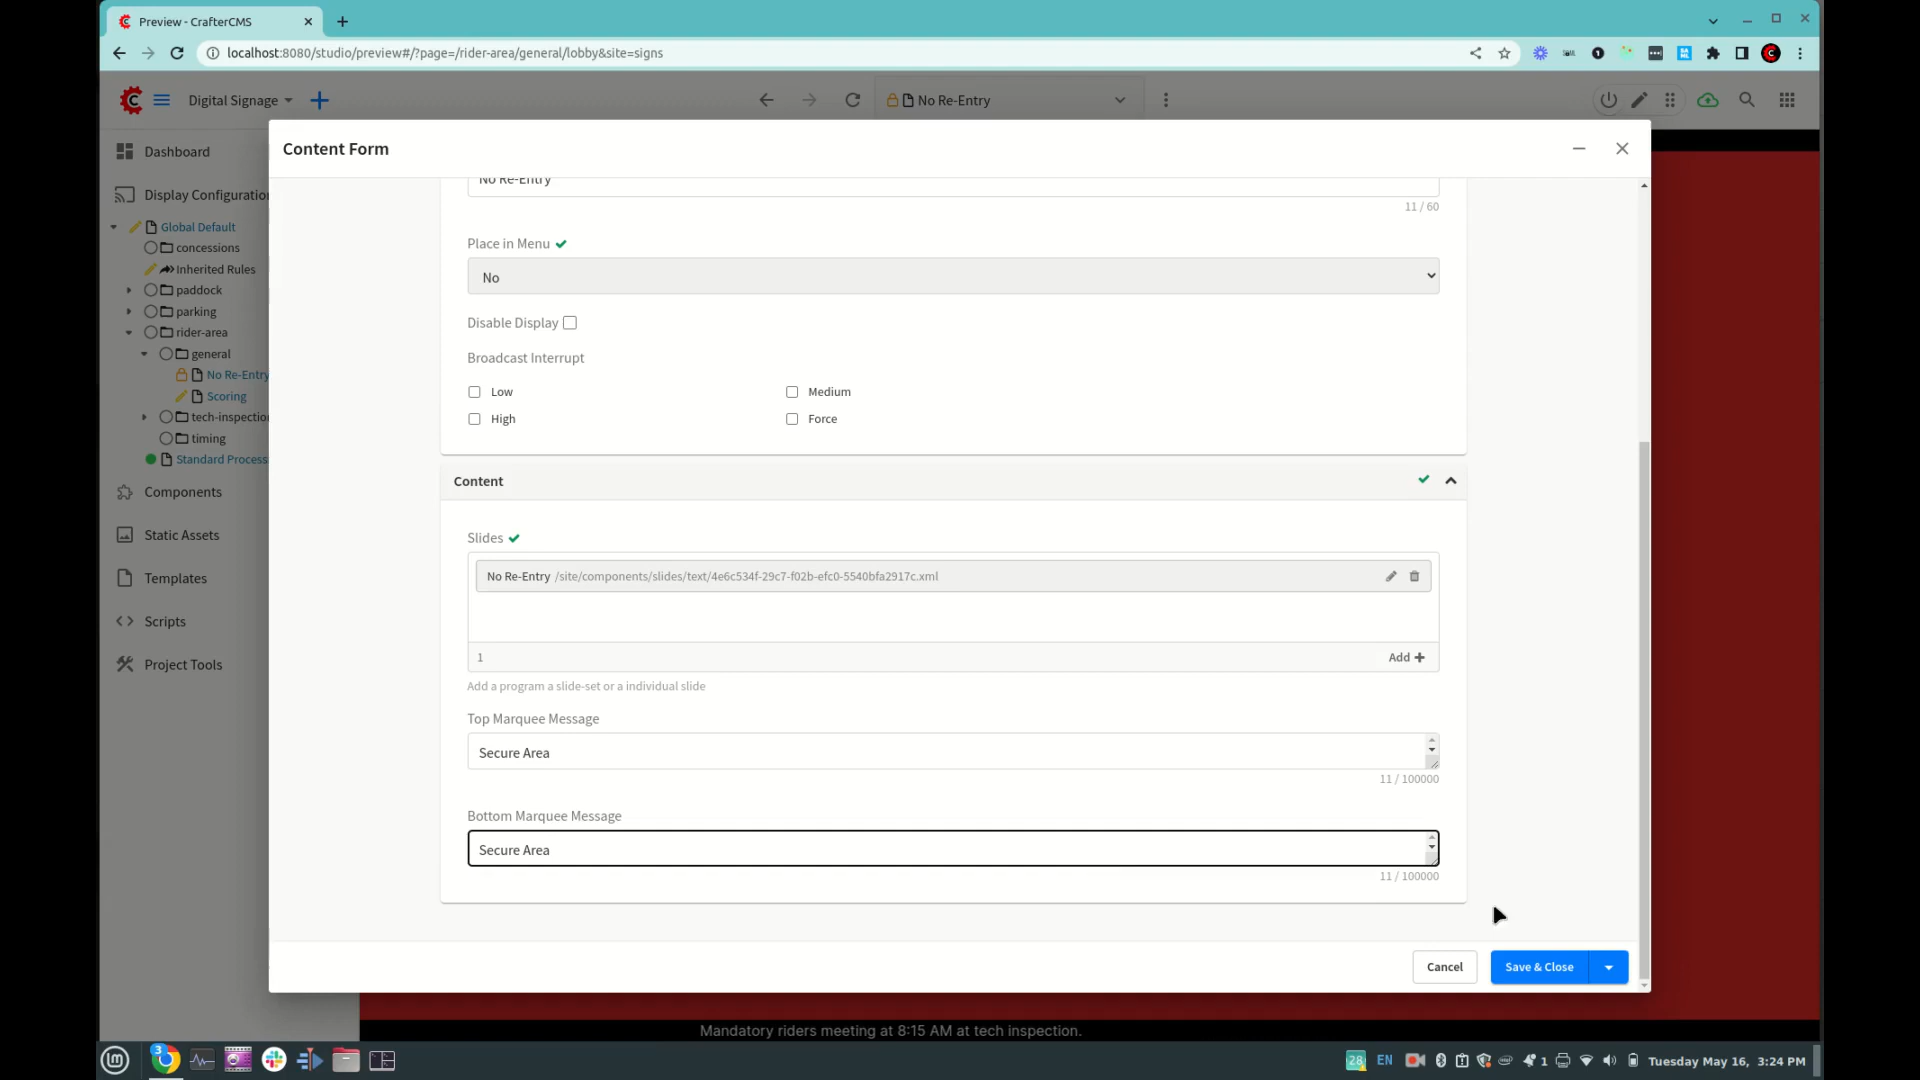 Preview - CrafterCMS
localhost:8080/studio/preview#/?page=/rider-area/general/lobby&site=signs
Digital Signage
No Re-Entry
Content Form
Dashboard
Display Configuration
Global Default
concessions
Inherited Rules
paddock
parking
rider-area
general
No Re-Entry
Scoring
tech-inspection
timing
Standard Process
Components
Static Assets
Templates
Scripts
Project Tools
No Re-Entry
11 / 60
Place in Menu
No
Disable Display
Broadcast Interrupt
Low Medium
High Force
Content
Slides
No Re-Entry /site/components/slides/text/4e6c534f-29c7-f02b-efc0-5540bfa2917c.xml
1 Add
Add a program a slide-set or a individual slide
Top Marquee Message
Secure Area
11 / 100000
Bottom Marquee Message
Secure Area
11 / 100000
Cancel Save & Close
Mandatory riders meeting at 8:15 AM at tech inspection.
3 28 EN 1 Tuesday May 16, 3:24 PM